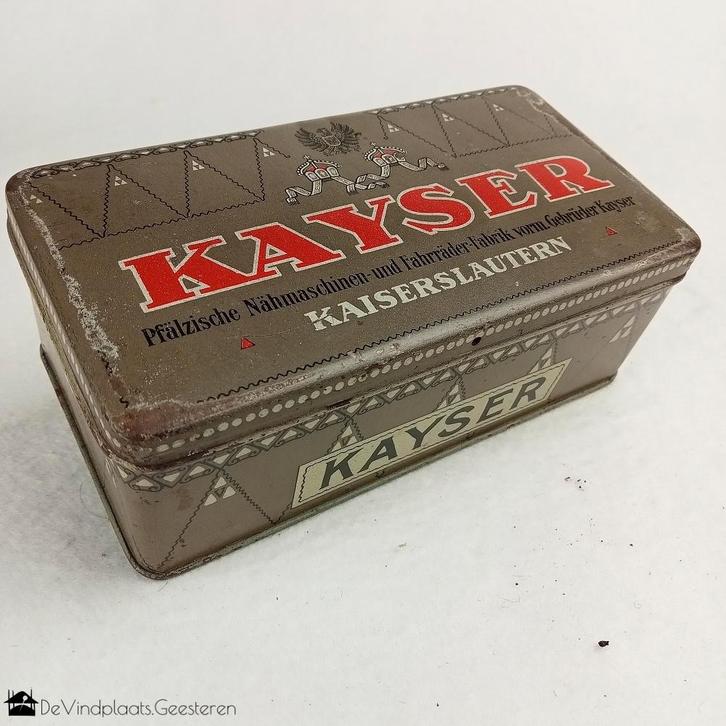 KAYSER
Pfälzische Nähmaschinen-und Fahrräder-Fabrik vorm. Gebrüder Kayser
KAISERSLAUTERN
KAYSER
DeVindplaats.Geesteren